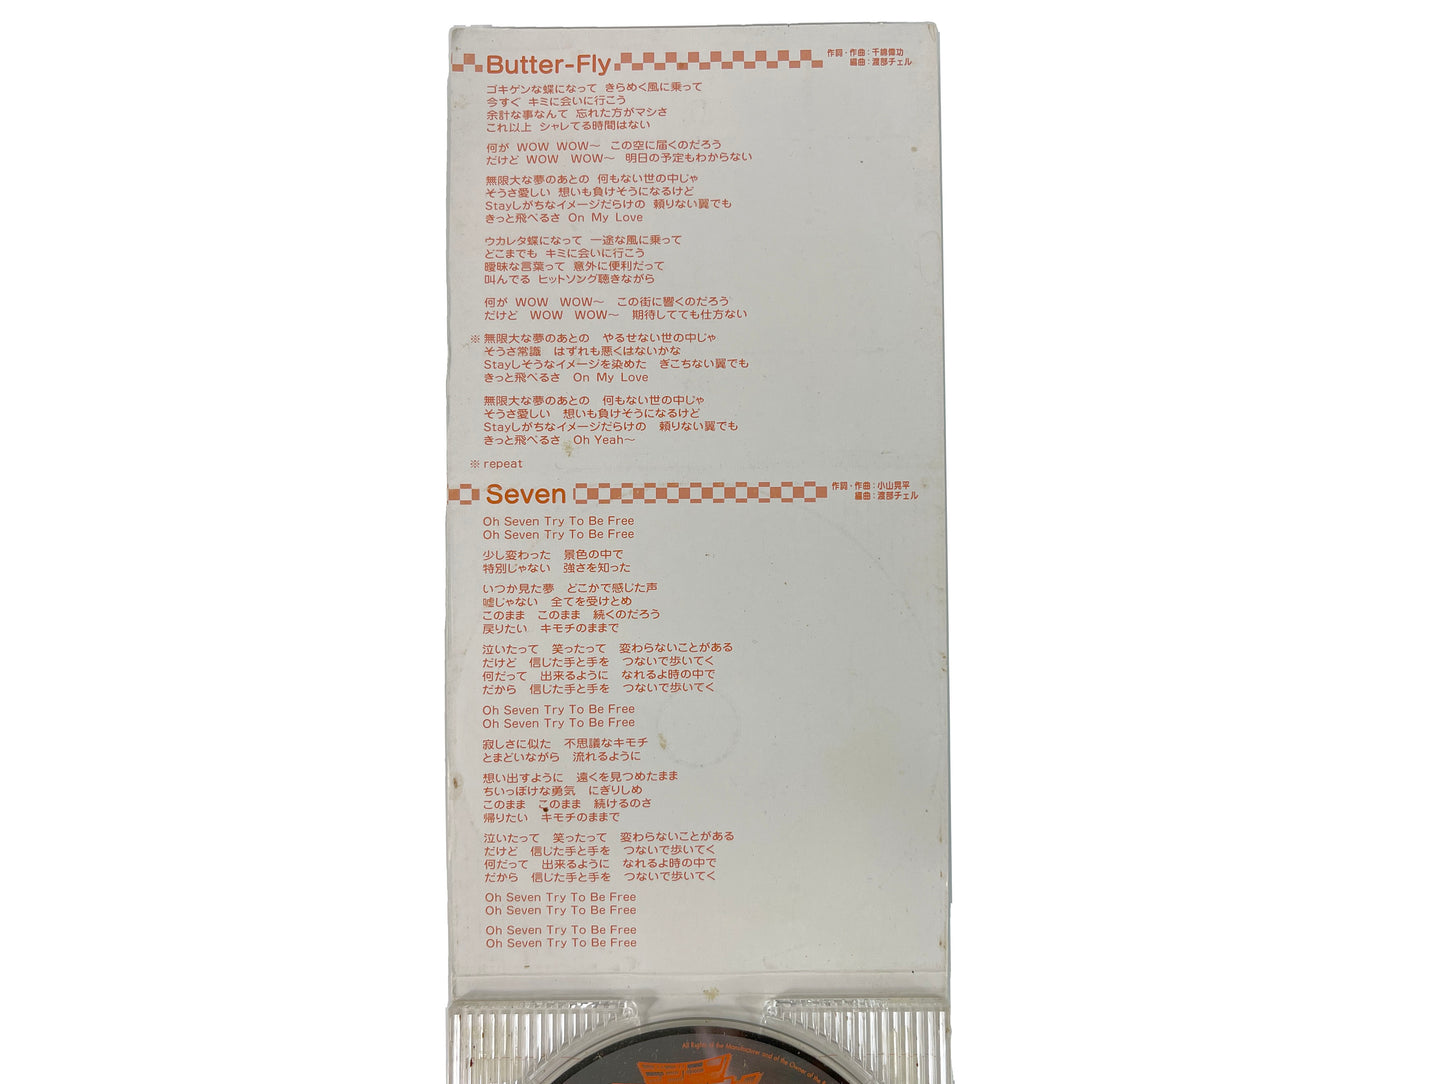 Butter-Fly
作詞・作曲：千綿偉功
編曲：渡部チェル
ゴキゲンな蝶になって　きらめく風に乗って
今すぐ　キミに会いに行こう
余計な事なんて　忘れた方がマシさ
これ以上　シャレてる時間はない
何が　WOW WOW～　この空に届くのだろう
だけど　WOW　WOW～　明日の予定もわからない
無限大な夢のあとの　何もない世の中じゃ
そうさ愛しい　想いも負けそうになるけど
Stayしがちなイメージだらけの　頼りない翼でも
きっと飛べるさ　On My Love
ウカレタ蝶になって　一途な風に乗って
どこまでも　キミに会いに行こう
曖昧な言葉って　意外に便利だって
叫んでる　ヒットソング聴きながら
何が　WOW　WOW～　この街に響くのだろう
だけど　WOW　WOW～　期待してても仕方ない
※無限大な夢のあとの　やるせない世の中じゃ
そうさ常識　はずれも悪くはないかな
Stayしそうなイメージを染めた　ぎこちない翼でも
きっと飛べるさ　On My Love
無限大な夢のあとの　何もない世の中じゃ
そうさ愛しい　想いも負けそうになるけど
Stayしがちなイメージだらけの　頼りない翼でも
きっと飛べるさ　Oh Yeah～
※repeat
Seven
作詞・作曲：小山晃平
編曲：渡部チェル
Oh Seven Try To Be Free
Oh Seven Try To Be Free
少し変わった　景色の中で
特別じゃない　強さを知った
いつか見た夢　どこかで感じた声
嘘じゃない　全てを受けとめ
このまま　このまま　続くのだろう
戻りたい　キモチのままで
泣いたって　笑ったって　変わらないことがある
だけど　信じた手と手を　つないで歩いてく
何だって　出来るように　なれるよ時の中で
だから　信じた手と手を　つないで歩いてく
Oh Seven Try To Be Free
Oh Seven Try To Be Free
寂しさに似た　不思議なキモチ
とまどいながら　流れるように
想い出すように　遠くを見つめたまま
ちいっぽけな勇気　にぎりしめ
このまま　このまま　続けるのさ
帰りたい　キモチのままで
泣いたって　笑ったって　変わらないことがある
だけど　信じた手と手を　つないで歩いてく
何だって　出来るように　なれるよ時の中で
だから　信じた手と手を　つないで歩いてく
Oh Seven Try To Be Free
Oh Seven Try To Be Free
Oh Seven Try To Be Free
Oh Seven Try To Be Free
All Rights of the Manufacturer and of the Owner of the